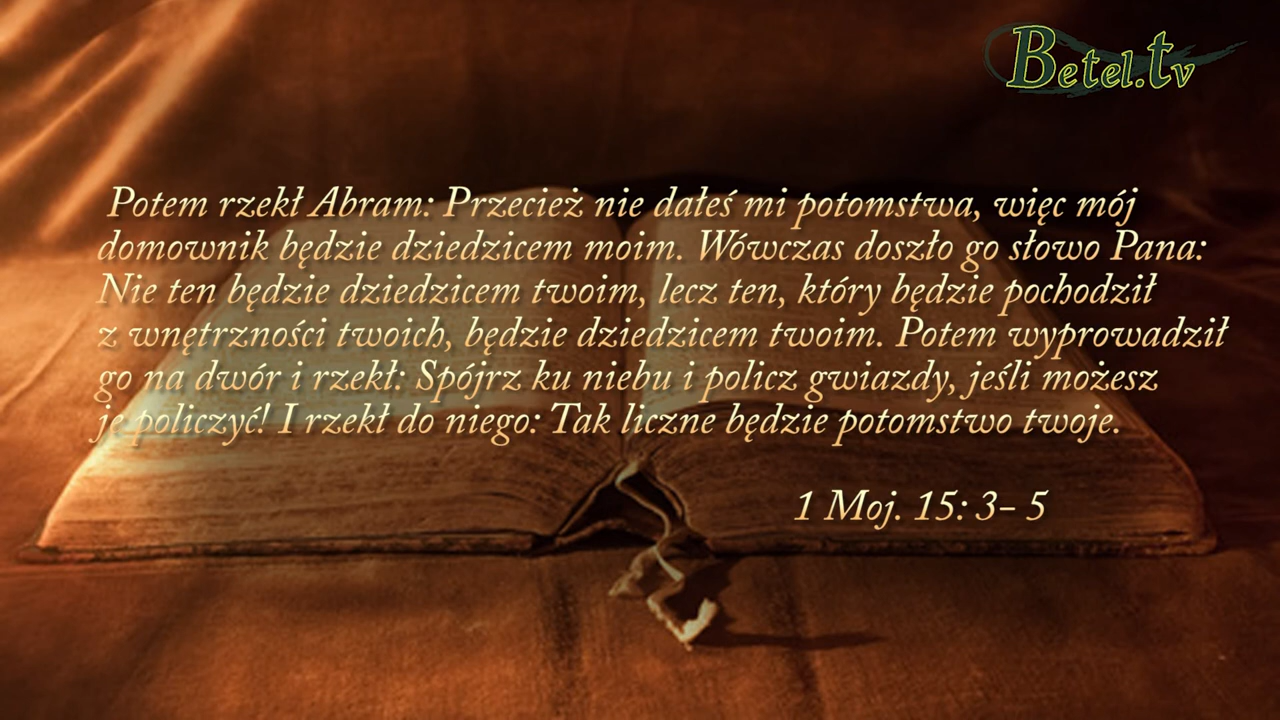 Betel.tv
Potem rzekł Abram: Przecież nie dałeś mi potomstwa, więc mój
domownik będzie dziedzicem moim. Wówczas doszło go słowo Pana:
Nie ten będzie dziedzicem twoim, lecz ten, który będzie pochodził
z wnętrzności twoich, będzie dziedzicem twoim. Potem wyprowadził
go na dwór i rzekł: Spójrz ku niebu i policz gwiazdy, jeśli możesz
je policzyć! I rzekł do niego: Tak liczne będzie potomstwo twoje.
1 Moj. 15: 3- 5